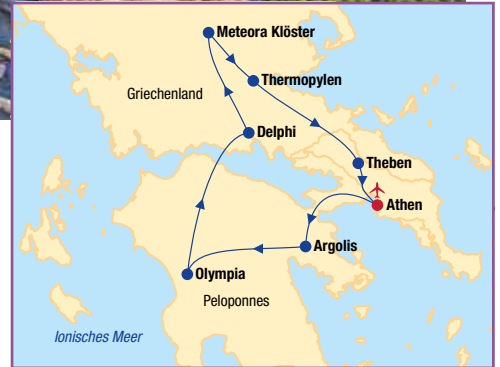 Meteora Klöster
Thermopylen
Griechenland
Delphi
Theben
Athen
Argolis
Olympia
Peloponnes
Ionisches Meer